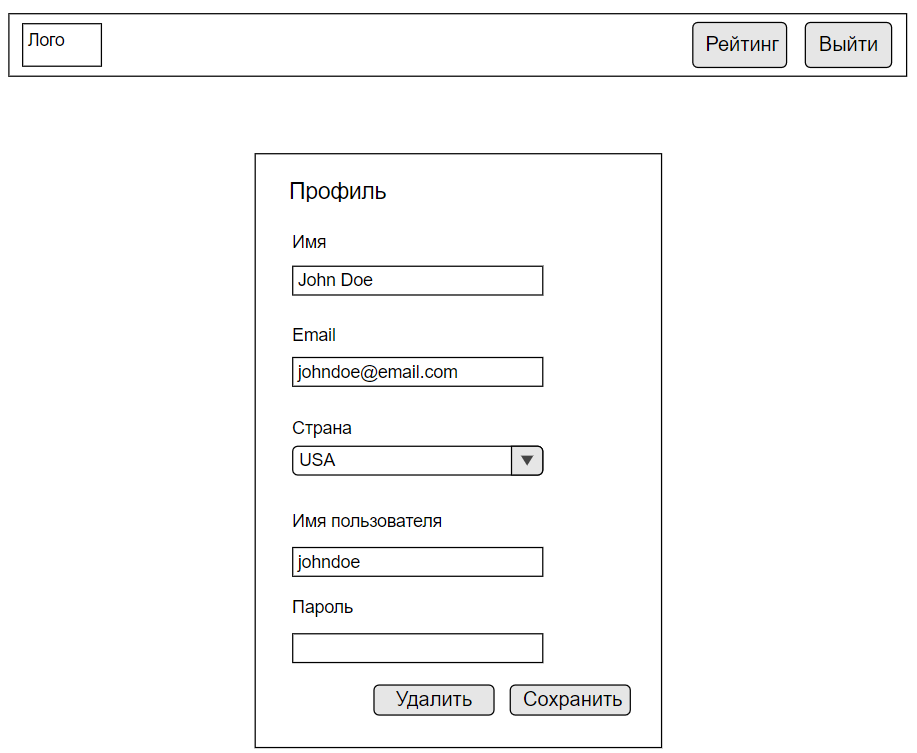 Лого
Рейтинг
Выйти
Профиль
Имя
John Doe
Email
johndoe@email.com
Страна
USA
Имя пользователя
johndoe
Пароль
Удалить
Сохранить